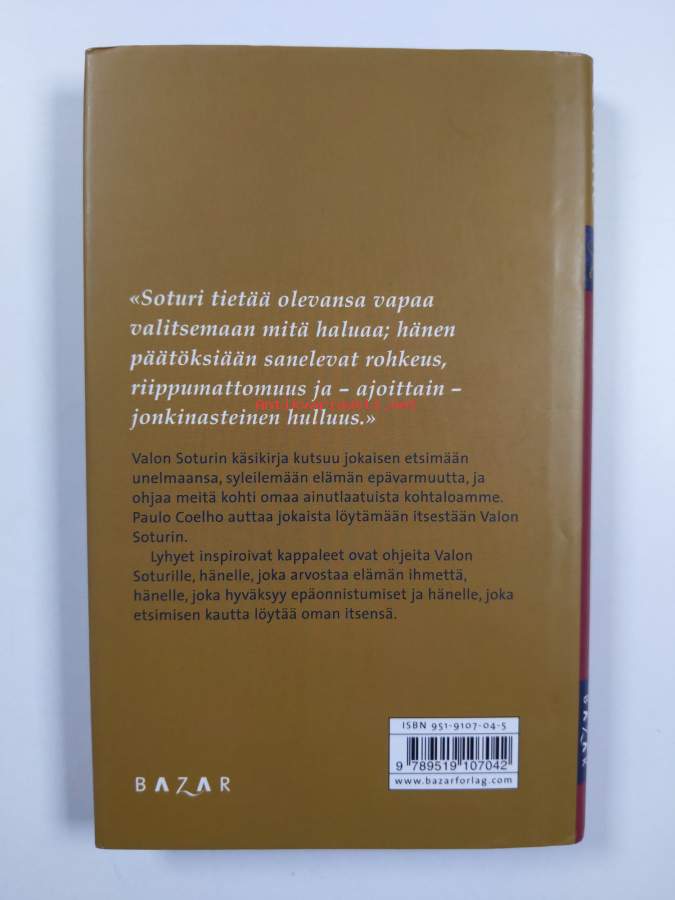 «Soturi tietää olevansa vapaa
valitsemaan mitä haluaa; hänen
päätöksiään sanelevat rohkeus,
riippumattomuus ja – ajoittain –
jonkinasteinen hulluus.»
Valon Soturin käsikirja kutsuu jokaisen etsimään
unelmaansa, syleilemään elämän epävarmuutta, ja
ohjaa meitä kohti omaa ainutlaatuista kohtaloamme.
Paulo Coelho auttaa jokaista löytämään itsestään Valon
Soturin.
Lyhyet inspiroivat kappaleet ovat ohjeita Valon
Soturille, hänelle, joka arvostaa elämän ihmettä,
hänelle, joka hyväksyy epäonnistumiset ja hänelle, joka
etsimisen kautta löytää oman itsensä.
ISBN 951-9107-04-5
9 789519 107042
www.bazarforlag.com
BAZAR
BAZAR